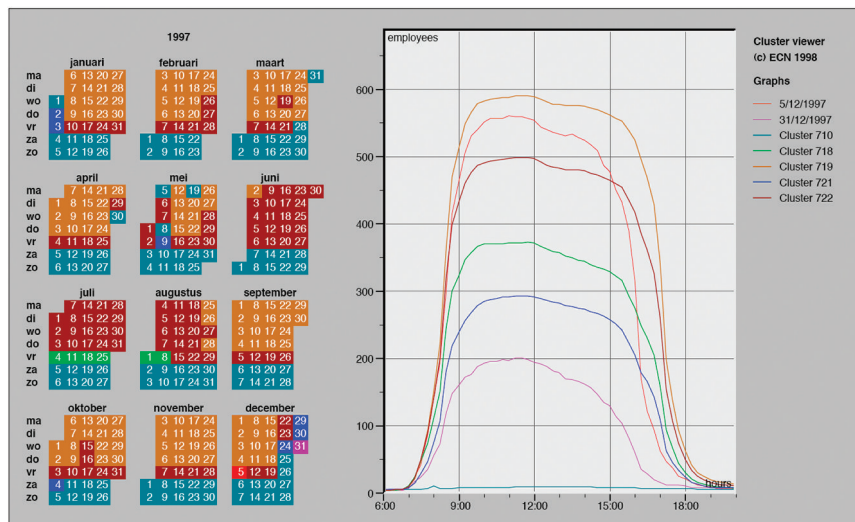 1997
januari februari maart
ma 6 13 20 27 3 10 17 24 3 10 17 24 31
di 7 14 21 28 4 11 18 25 4 11 18 25
wo 1 8 15 22 29 5 12 19 26 5 12 19 26
do 2 9 16 23 30 6 13 20 27 6 13 20 27
vr 3 10 17 24 31 7 14 21 28 7 14 21 28
za 4 11 18 25 1 8 15 22 1 8 15 22 29
zo 5 12 19 26 2 9 16 23 2 9 16 23 30
april mei juni
ma 7 14 21 28 5 12 19 26 2 9 16 23 30
di 1 8 15 22 29 6 13 20 27 3 10 17 24
wo 2 9 16 23 30 7 14 21 28 4 11 18 25
do 3 10 17 24 1 8 15 22 29 5 12 19 26
vr 4 11 18 25 2 9 16 23 30 6 13 20 27
za 5 12 19 26 3 10 17 24 31 7 14 21 28
zo 6 13 20 27 4 11 18 25 1 8 15 22 29
juli augustus september
ma 7 14 21 28 4 11 18 25 1 8 15 22 29
di 1 8 15 22 29 5 12 19 26 2 9 16 23 30
wo 2 9 16 23 30 6 13 20 27 3 10 17 24
do 3 10 17 24 31 7 14 21 28 4 11 18 25
vr 4 11 18 25 1 8 15 22 29 5 12 19 26
za 5 12 19 26 2 9 16 23 30 6 13 20 27
zo 6 13 20 27 3 10 17 24 31 7 14 21 28
oktober november december
ma 6 13 20 27 3 10 17 24 1 8 15 22 29
di 7 14 21 28 4 11 18 25 2 9 16 23 30
wo 1 8 15 22 29 5 12 19 26 3 10 17 24 31
do 2 9 16 23 30 6 13 20 27 4 11 18 25
vr 3 10 17 24 31 7 14 21 28 5 12 19 26
za 4 11 18 25 1 8 15 22 29 6 13 20 27
zo 5 12 19 26 2 9 16 23 30 7 14 21 28
employees
600
500
400
300
200
100
0
hours
6:00 9:00 12:00 15:00 18:00
Cluster viewer
(c) ECN 1998
Graphs
5/12/1997
31/12/1997
Cluster 710
Cluster 718
Cluster 719
Cluster 721
Cluster 722